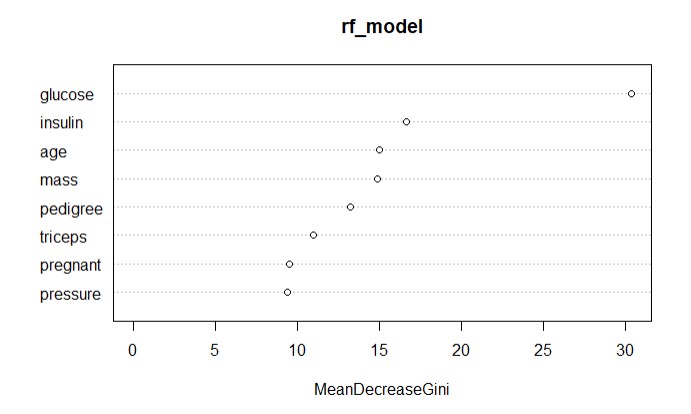 rf_model
glucose
insulin
age
mass
pedigree
triceps
pregnant
pressure
0 5 10 15 20 25 30
MeanDecreaseGini